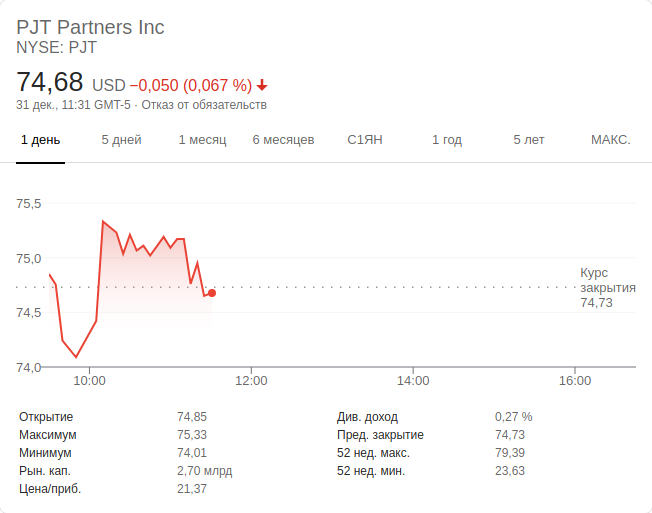 PJT Partners Inc
NYSE: PJT
74,68 USD −0,050 (0,067 %)
31 дек., 11:31 GMT-5 · Отказ от обязательств
1 день 5 дней 1 месяц 6 месяцев С1ЯН 1 год 5 лет МАКС.
75,5
75,0
Курс
закрытия
74,73
74,5
74,0
10:00 12:00 14:00 16:00
Открытие 74,85 Див. доход 0,27 %
Максимум 75,33 Пред. закрытие 74,73
Минимум 74,01 52 нед. макс. 79,39
Рын. кап. 2,70 млрд 52 нед. мин. 23,63
Цена/приб. 21,37